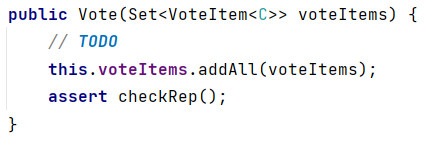 public Vote(Set<VoteItem<C>> voteItems) {
    // TODO
    this.voteItems.addAll(voteItems);
    assert checkRep();
}